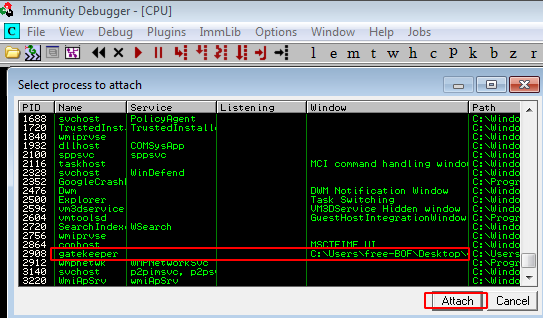 Immunity Debugger - [CPU]
C File View Debug Plugins ImmLib Options Window Help Jobs
l e m t w h c p k b z r
Select process to attach
PID Name Service Listening Window Path
1688 svchost PolicyAgent C:\Windo
1720 TrustedInst TrustedInstalle C:\Windo
1840 wmiprvse C:\Windo
1932 dllhost COMSysApp C:\Windo
2100 sppsvc sppsvc C:\Windo
2116 taskhost MCI command handling window C:\Windo
2328 svchost WinDefend C:\Windo
2352 GoogleCrash C:\Progr
2476 Dwm DWM Notification Window C:\Windo
2500 Explorer Task Switching C:\Windo
2596 vm3dservice VM3DService Hidden window C:\Windo
2604 vmtoolsd GuestHostIntegrationWindow C:\Progr
2720 SearchIndex WSearch C:\Windo
2756 wmiprvse C:\Windo
2864 conhost MSCTFIME UI C:\Windo
2908 gatekeeper C:\Users\free-BOF\Desktop\ C:\Users
2912 wmpnetwk WMPNetworkSvc C:\Progr
3140 svchost p2pimsvc, p2ps C:\Windo
3220 WmiApSrv WmiApSrv C:\Windo
Attach Cancel